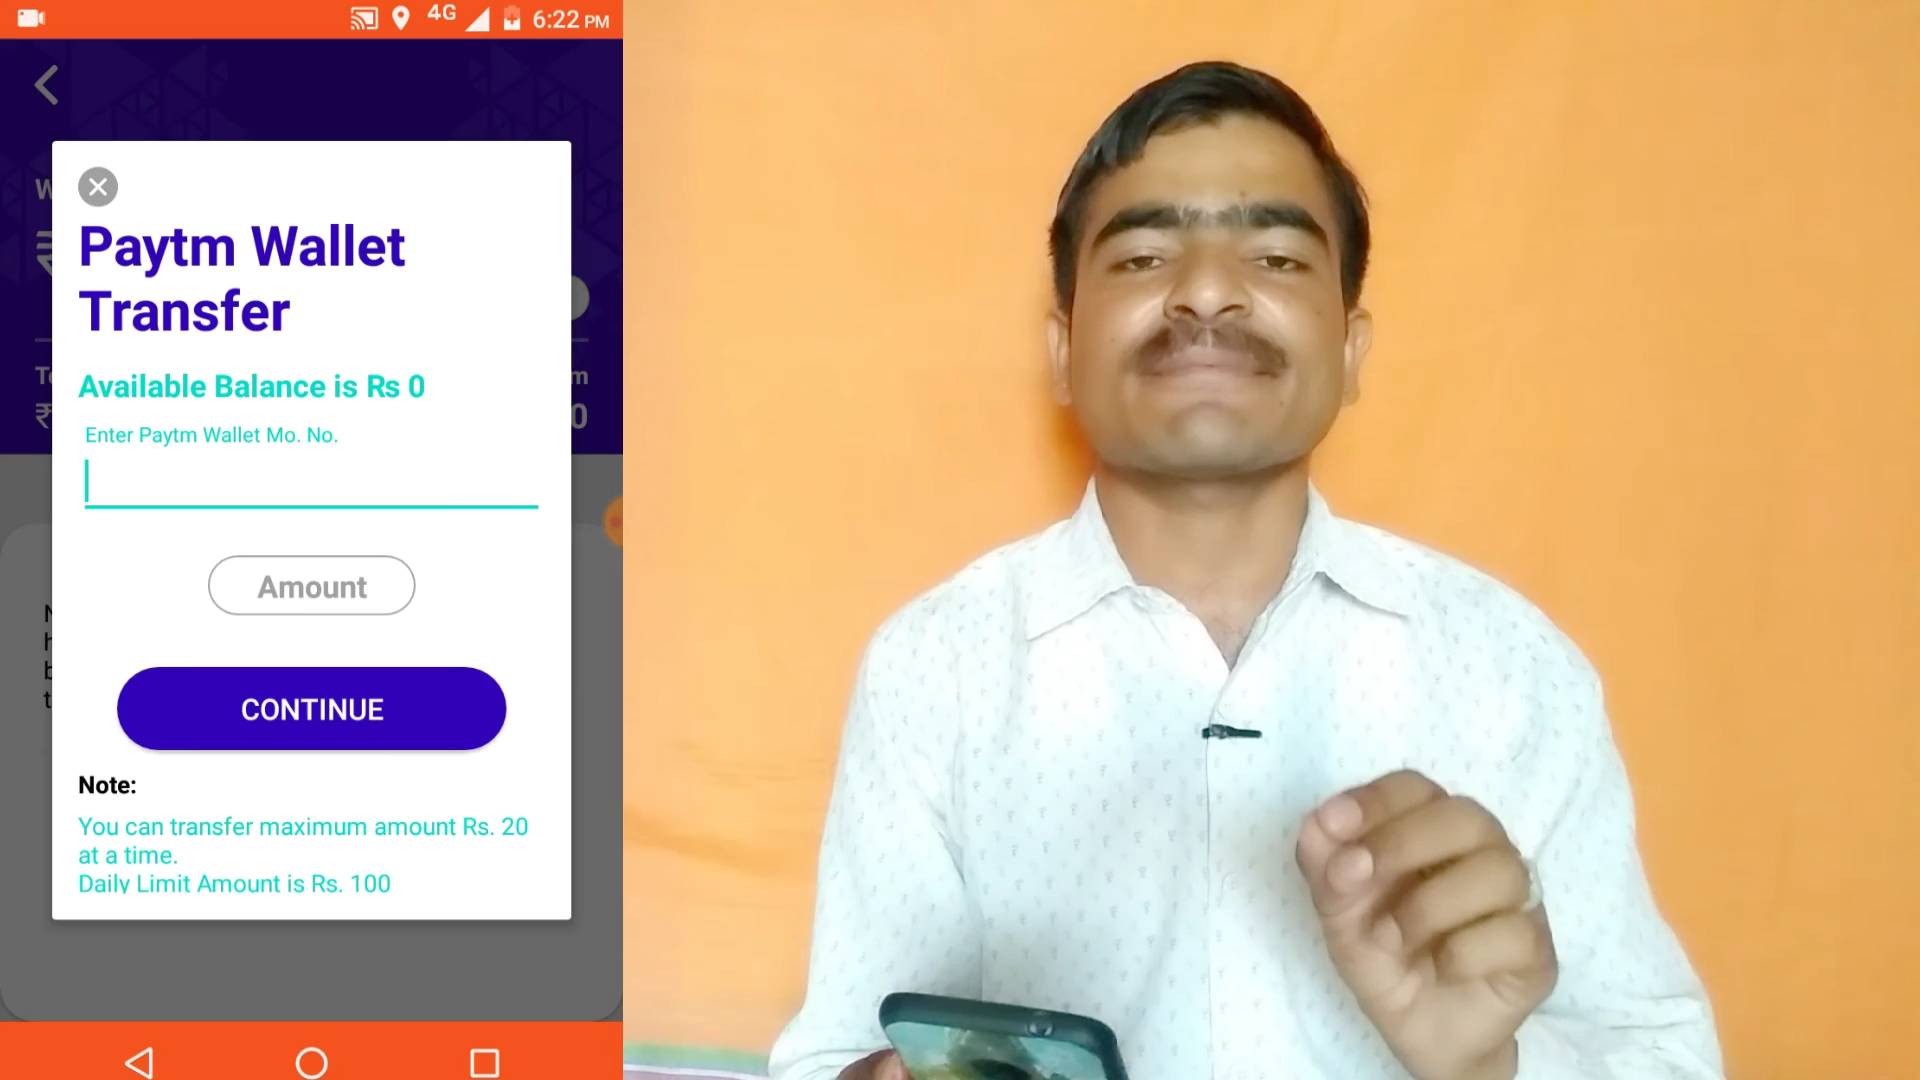 4G 6:22 PM
Paytm Wallet
Transfer
Available Balance is Rs 0
Enter Paytm Wallet Mo. No.
Amount
CONTINUE
Note:
You can transfer maximum amount Rs. 20
at a time.
Daily Limit Amount is Rs. 100